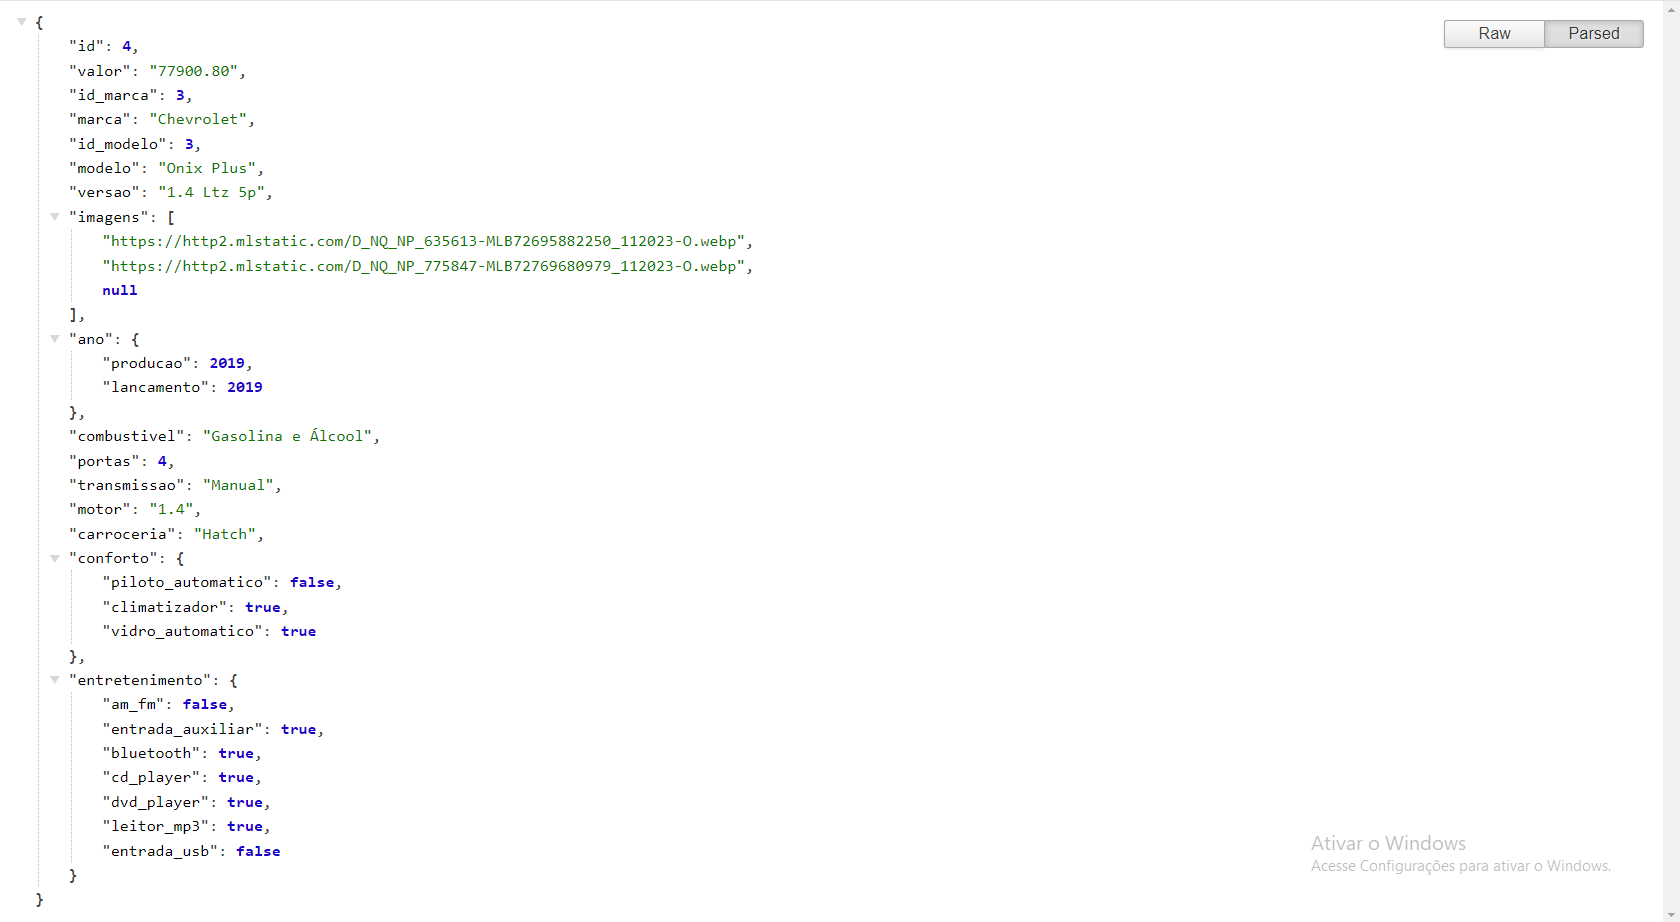 {
Raw
Parsed
"id": 4,
"valor": "77900.80",
"id_marca": 3,
"marca": "Chevrolet",
"id_modelo": 3,
"modelo": "Onix Plus",
"versao": "1.4 Ltz 5p",
"imagens": [
"https://http2.mlstatic.com/D_NQ_NP_635613-MLB72695882250_112023-O.webp",
"https://http2.mlstatic.com/D_NQ_NP_775847-MLB72769680979_112023-O.webp",
null
],
"ano": {
"producao": 2019,
"lancamento": 2019
},
"combustivel": "Gasolina e Álcool",
"portas": 4,
"transmissao": "Manual",
"motor": "1.4",
"carroceria": "Hatch",
"conforto": {
"piloto_automatico": false,
"climatizador": true,
"vidro_automatico": true
},
"entretenimento": {
"am_fm": false,
"entrada_auxiliar": true,
"bluetooth": true,
"cd_player": true,
"dvd_player": true,
"leitor_mp3": true,
"entrada_usb": false
}
}
Ativar o Windows
Acesse Configurações para ativar o Windows.